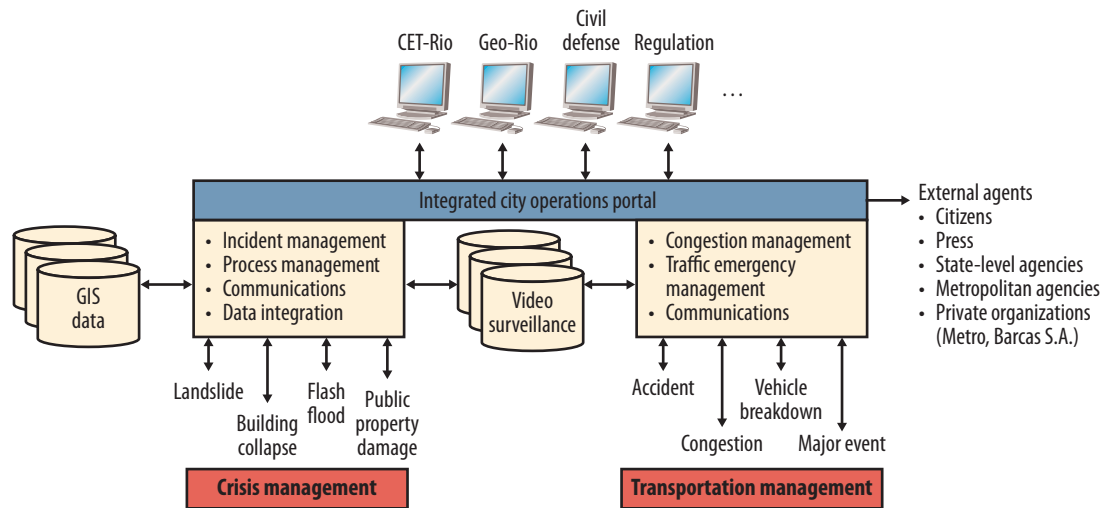 CET-Rio
Geo-Rio
Civil
defense
Regulation
...
Integrated city operations portal
External agents
• Citizens
• Press
• State-level agencies
• Metropolitan agencies
• Private organizations
(Metro, Barcas S.A.)
GIS
data
• Incident management
• Process management
• Communications
• Data integration
Video
surveillance
• Congestion management
• Traffic emergency
management
• Communications
Landslide
Building
collapse
Flash
flood
Public
property
damage
Accident
Congestion
Vehicle
breakdown
Major event
Crisis management
Transportation management